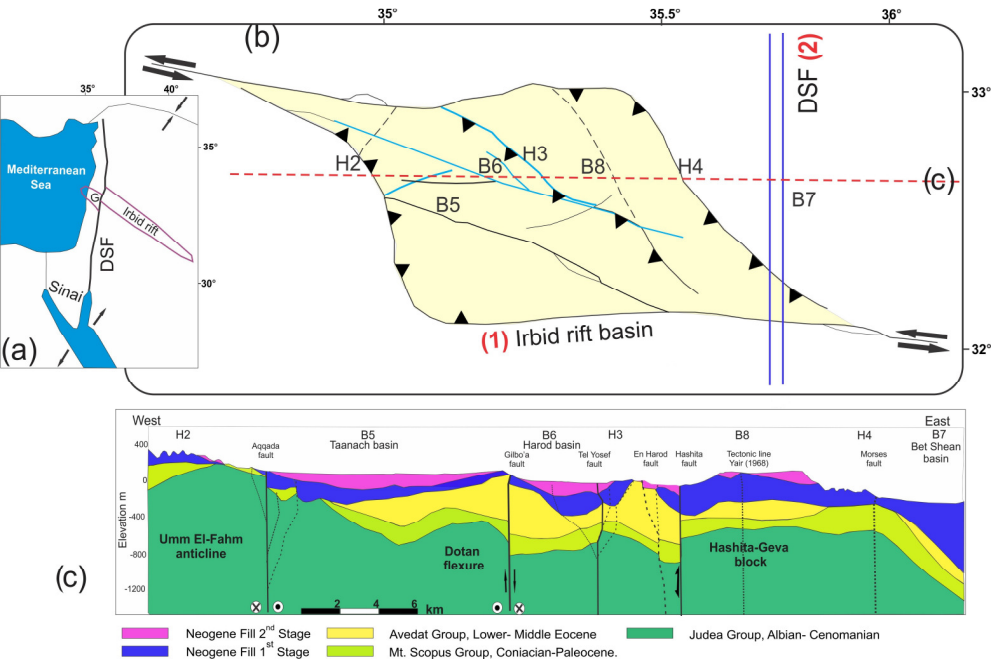 35°
35.5°
36°
(b)
DSF (2)
33°
35°
40°
35°
Mediterranean
Sea
G
Irbid rift
DSF
Sinai
30°
(a)
H2
B6
H3
B8
H4
(c)
B5
B7
(1) Irbid rift basin
32°
West
East
H2
B5
B6
H3
B8
H4
B7
Aqqada
fault
Taanach basin
Gilbo'a
fault
Harod basin
Tel Yosef
fault
En Harod
fault
Hashita
fault
Tectonic line
Yair (1968)
Morses
fault
Bet Shean
basin
400
0
-400
-800
-1200
Elevation m
Umm El-Fahm
anticline
Dotan
flexure
Hashita-Geva
block
2 4 6 km
(c)
Neogene Fill 2nd Stage
Avedat Group, Lower- Middle Eocene
Judea Group, Albian- Cenomanian
Neogene Fill 1st Stage
Mt. Scopus Group, Coniacian-Paleocene.